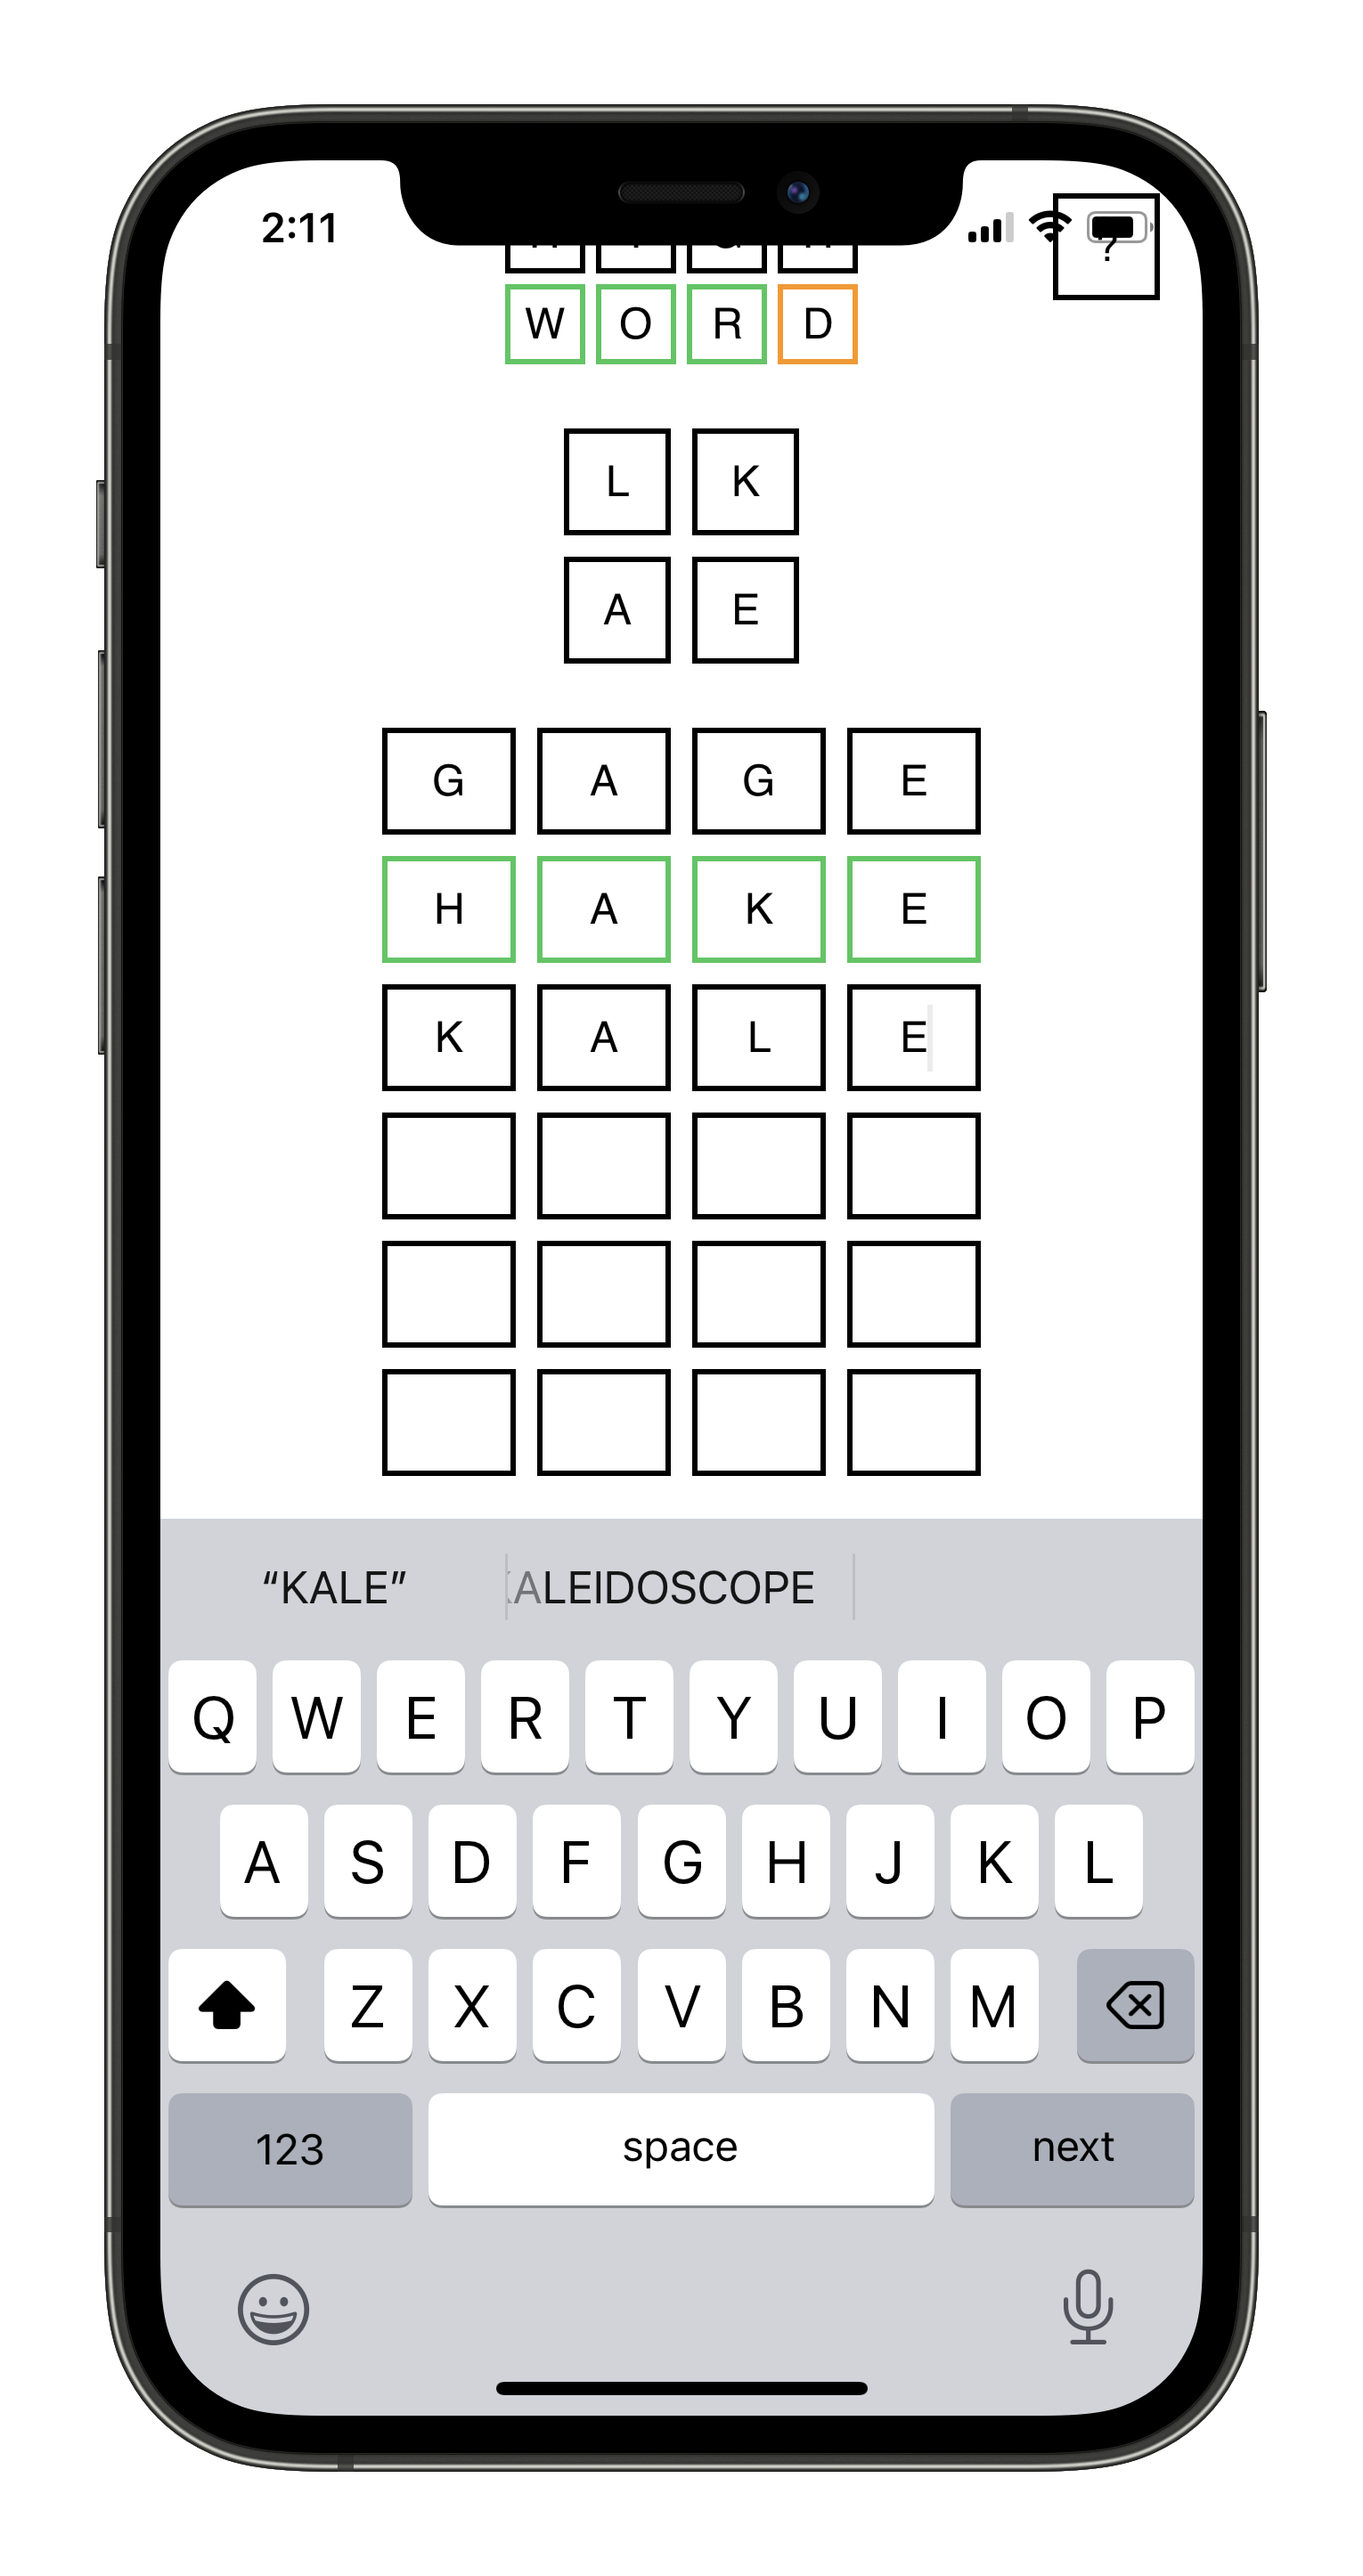 2:11
?
W O R D
L K
A E
G A G E
H A K E
K A L E
“KALE” ALEIDOSCOPE
Q W E R T Y U I O P
A S D F G H J K L
Z X C V B N M
123 space next